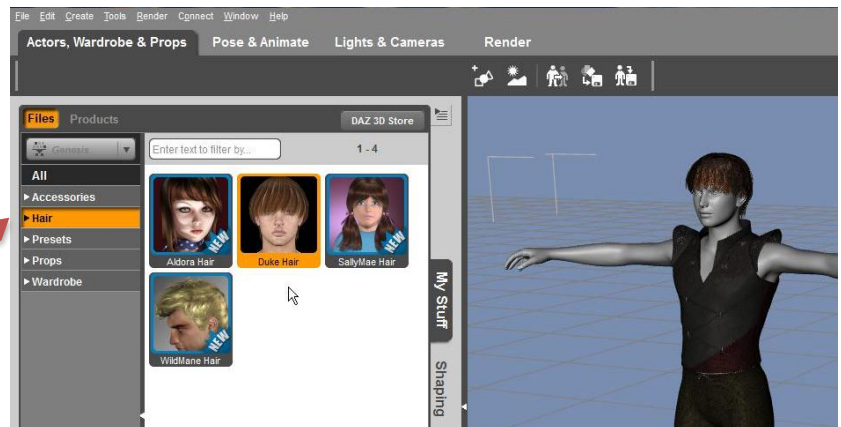 File Edit Create Tools Render Connect Window Help
Actors, Wardrobe & Props Pose & Animate Lights & Cameras Render
Files Products DAZ 3D Store
Genesis... Enter text to filter by... 1 - 4
All
Accessories
Hair
Presets
Props
Wardrobe
NEW NEW
Aldora Hair Duke Hair SallyMae Hair
NEW
WildMane Hair
My Stuff
Shaping